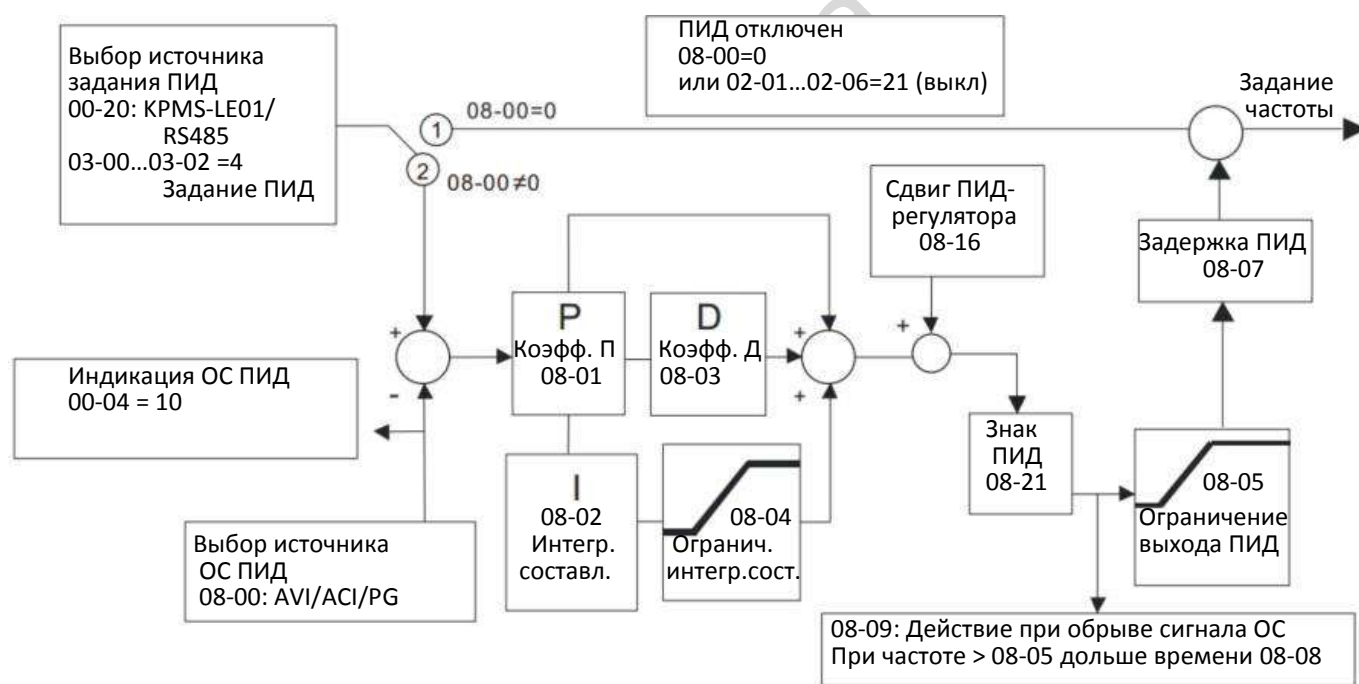 Выбор источника
задания ПИД
00-20: KPMS-LE01/
RS485
03-00...03-02 =4
Задание ПИД
ПИД отключен
08-00=0
или 02-01...02-06=21 (выкл)
1
08-00=0
2
08-00≠0
Задание
частоты
Сдвиг ПИД-
регулятора
08-16
Задержка ПИД
08-07
Индикация ОС ПИД
00-04 = 10
+
-
P
Коэфф. П
08-01
D
Коэфф. Д
08-03
+
+
+
I
08-02
Интегр.
составл.
08-04
Огранич.
интегр.сост.
Знак
ПИД
08-21
08-05
Ограничение
выхода ПИД
Выбор источника
ОС ПИД
08-00: AVI/ACI/PG
08-09: Действие при обрыве сигнала ОС
При частоте > 08-05 дольше времени 08-08